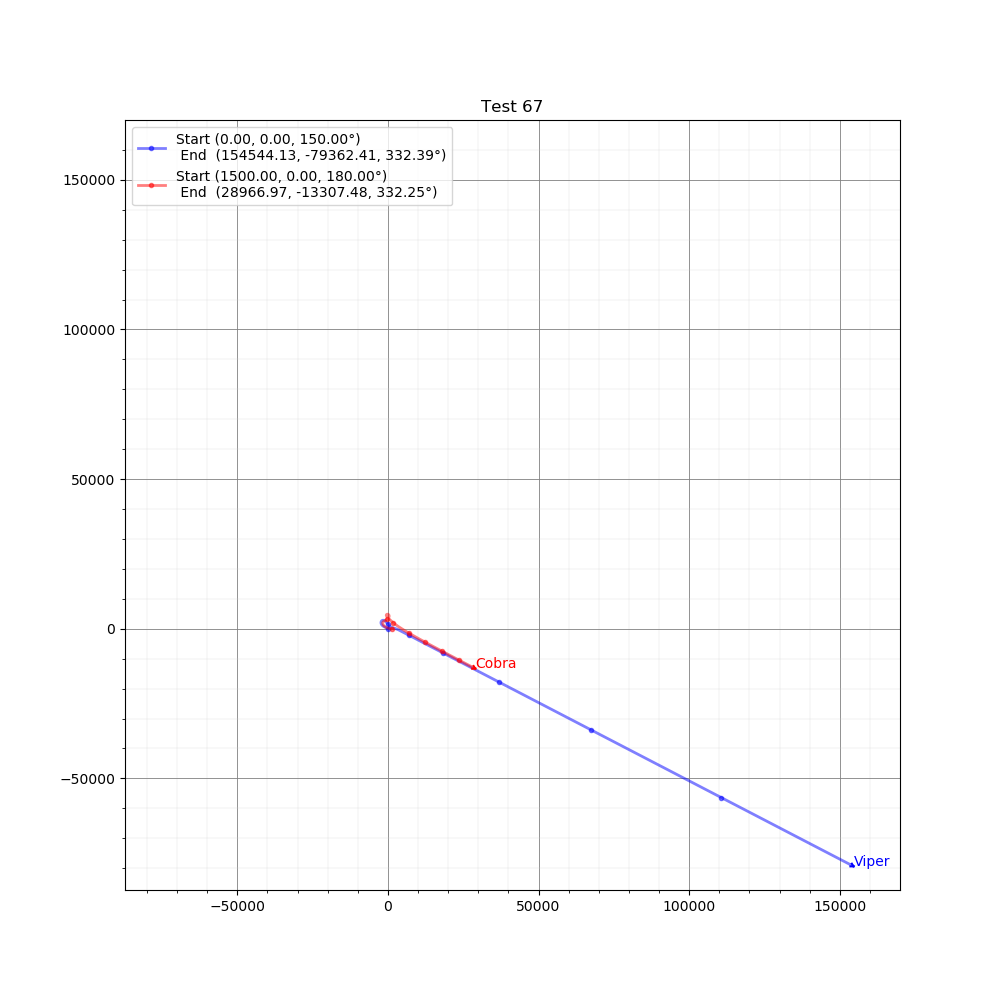 Test 67
Start (0.00, 0.00, 150.00°)
End (154544.13, -79362.41, 332.39°)
Start (1500.00, 0.00, 180.00°)
End (28966.97, -13307.48, 332.25°)
150000
100000
50000
0
−50000
Cobra
Viper
−50000 0 50000 100000 150000